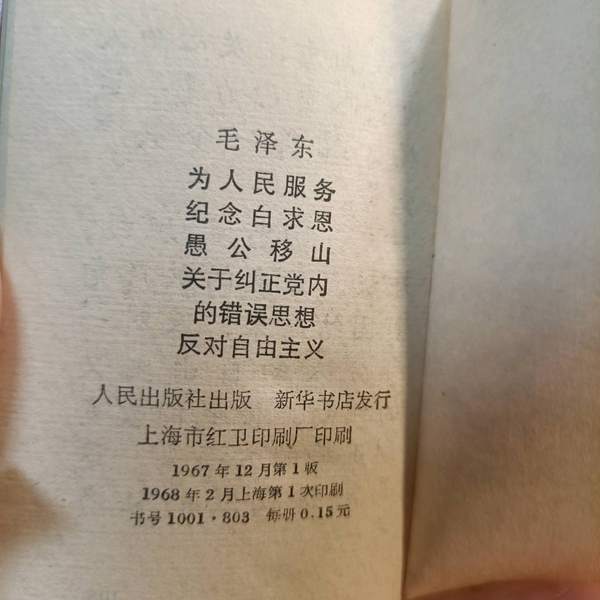 毛泽东
为人民服务
纪念白求恩
愚公移山
关于纠正党内
的错误思想
反对自由主义
人民出版社出版 新华书店发行
上海市红卫印刷厂印刷
1967年12月第1版
1968年2月上海第1次印刷
书号1001·803 每册0.15元